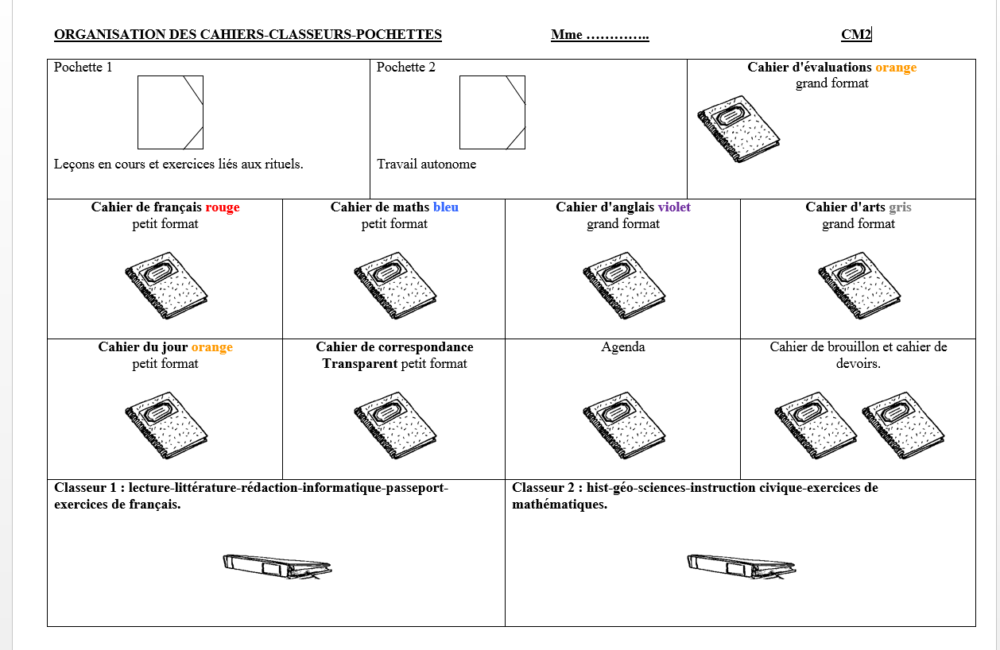 ORGANISATION DES CAHIERS-CLASSEURS-POCHETTES Mme ………….. CM2
Pochette 1
Leçons en cours et exercices liés aux rituels.
Pochette 2
Travail autonome
Cahier d'évaluations orange
grand format
Cahier de français rouge
petit format
Cahier de maths bleu
petit format
Cahier d'anglais violet
grand format
Cahier d'arts gris
grand format
Cahier du jour orange
petit format
Cahier de correspondance
Transparent petit format
Agenda
Cahier de brouillon et cahier de
devoirs.
Classeur 1 : lecture-littérature-rédaction-informatique-passeport-
exercices de français.
Classeur 2 : hist-géo-sciences-instruction civique-exercices de
mathématiques.